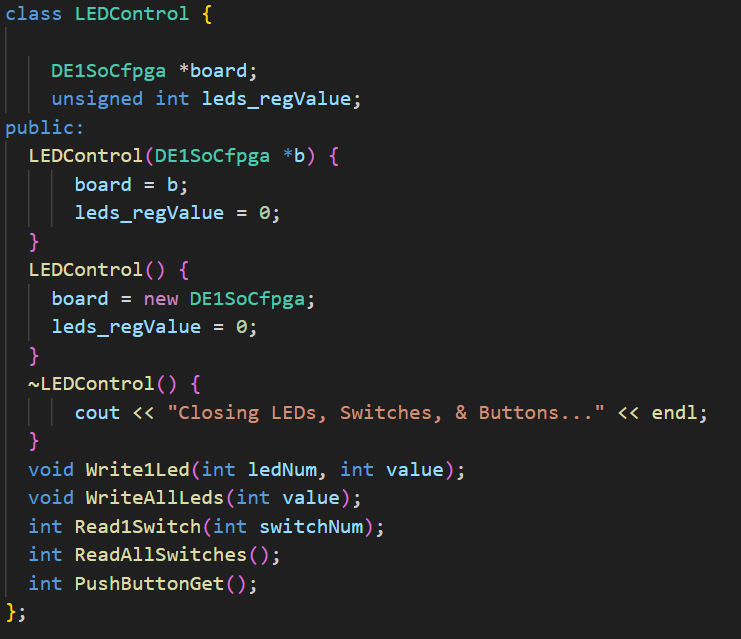 class LEDControl {
DE1SoCfpga *board;
unsigned int leds_regValue;
public:
LEDControl(DE1SoCfpga *b) {
board = b;
leds_regValue = 0;
}
LEDControl() {
board = new DE1SoCfpga;
leds_regValue = 0;
}
~LEDControl() {
cout << "Closing LEDs, Switches, & Buttons..." << endl;
}
void Write1Led(int ledNum, int value);
void WriteAllLeds(int value);
int Read1Switch(int switchNum);
int ReadAllSwitches();
int PushButtonGet();
};